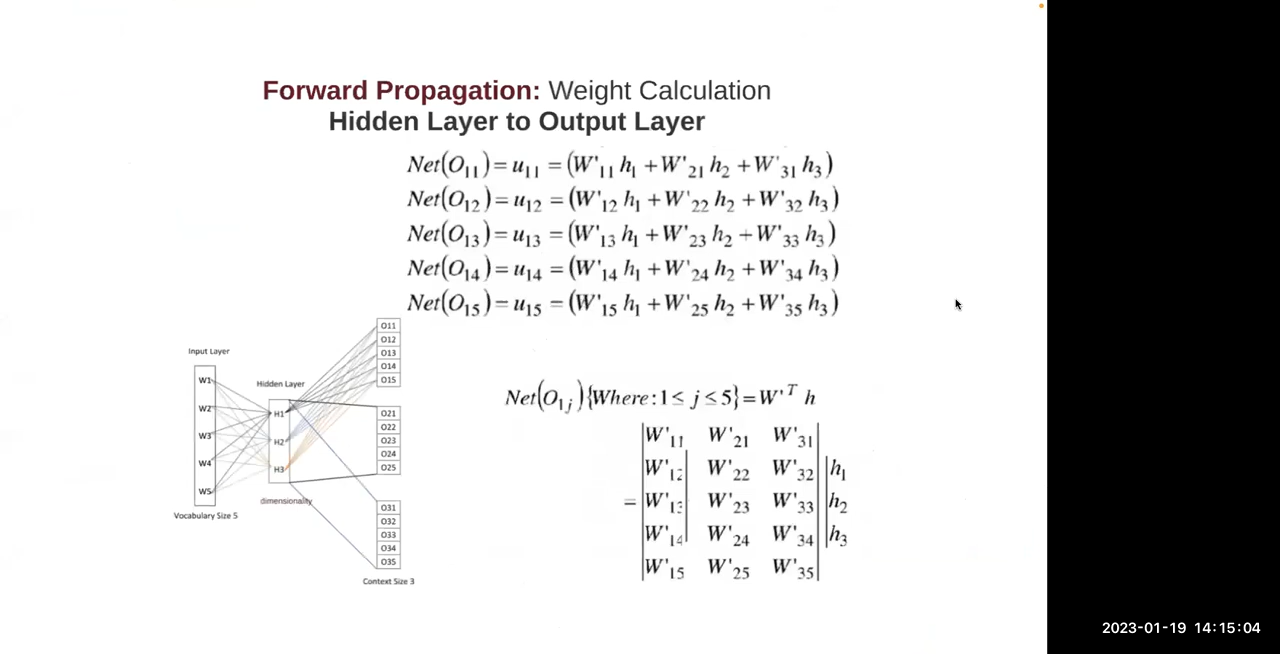 Forward Propagation: Weight Calculation
Hidden Layer to Output Layer
Net(O₁₁) = u₁₁ = (W'₁₁ h₁ + W'₂₁ h₂ + W'₃₁ h₃)
Net(O₁₂) = u₁₂ = (W'₁₂ h₁ + W'₂₂ h₂ + W'₃₂ h₃)
Net(O₁₃) = u₁₃ = (W'₁₃ h₁ + W'₂₃ h₂ + W'₃₃ h₃)
Net(O₁₄) = u₁₄ = (W'₁₄ h₁ + W'₂₄ h₂ + W'₃₄ h₃)
Net(O₁₅) = u₁₅ = (W'₁₅ h₁ + W'₂₅ h₂ + W'₃₅ h₃)
Input Layer
W1
W2
W3
W4
W5
Vocabulary Size 5
Hidden Layer
H1
H2
H3
dimensionality
O11
O12
O13
O14
O15
O21
O22
O23
O24
O25
O31
O32
O33
O34
O35
Context Size 3
Net(O₁ⱼ){Where:1 ≤ j ≤ 5} = W'ᵀ h
W'₁₁ W'₂₁ W'₃₁
W'₁₂ W'₂₂ W'₃₂ h₁
= W'₁₃ W'₂₃ W'₃₃ h₂
W'₁₄ W'₂₄ W'₃₄ h₃
W'₁₅ W'₂₅ W'₃₅
2023-01-19 14:15:04